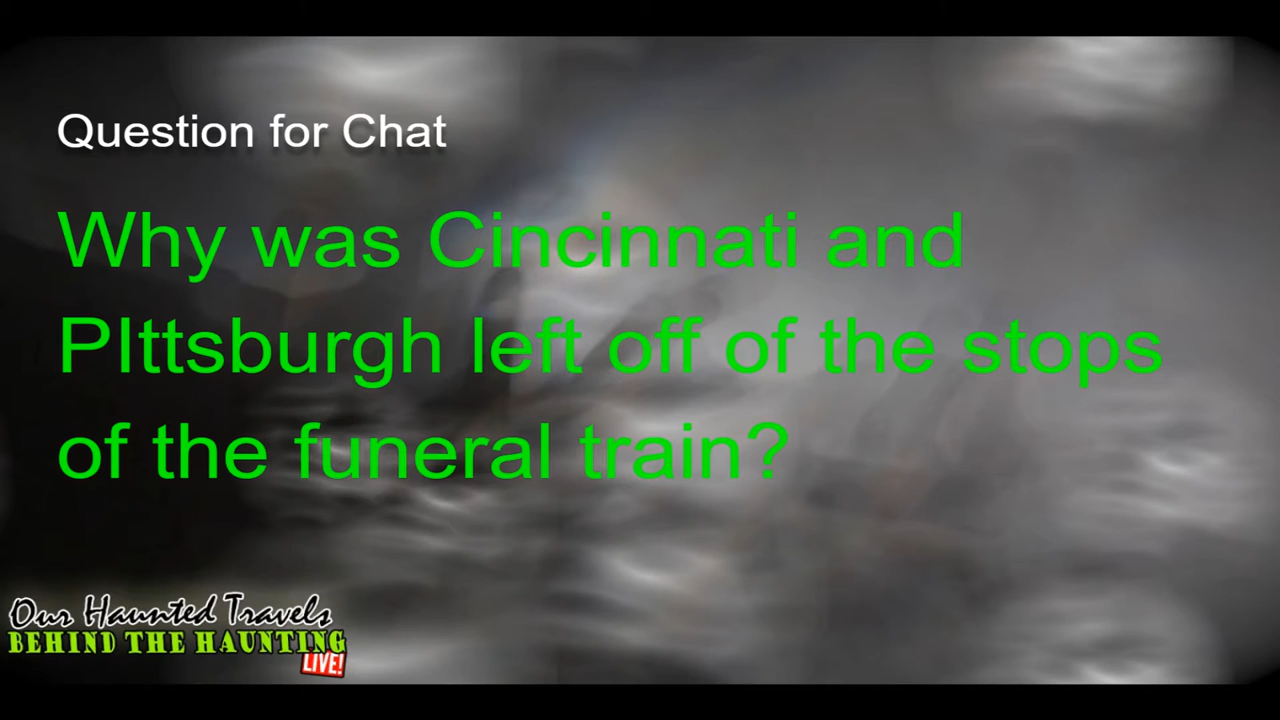 Question for Chat
Why was Cincinnati and
PIttsburgh left off of the stops
of the funeral train?
Our Haunted Travels
BEHIND THE HAUNTING
LIVE!